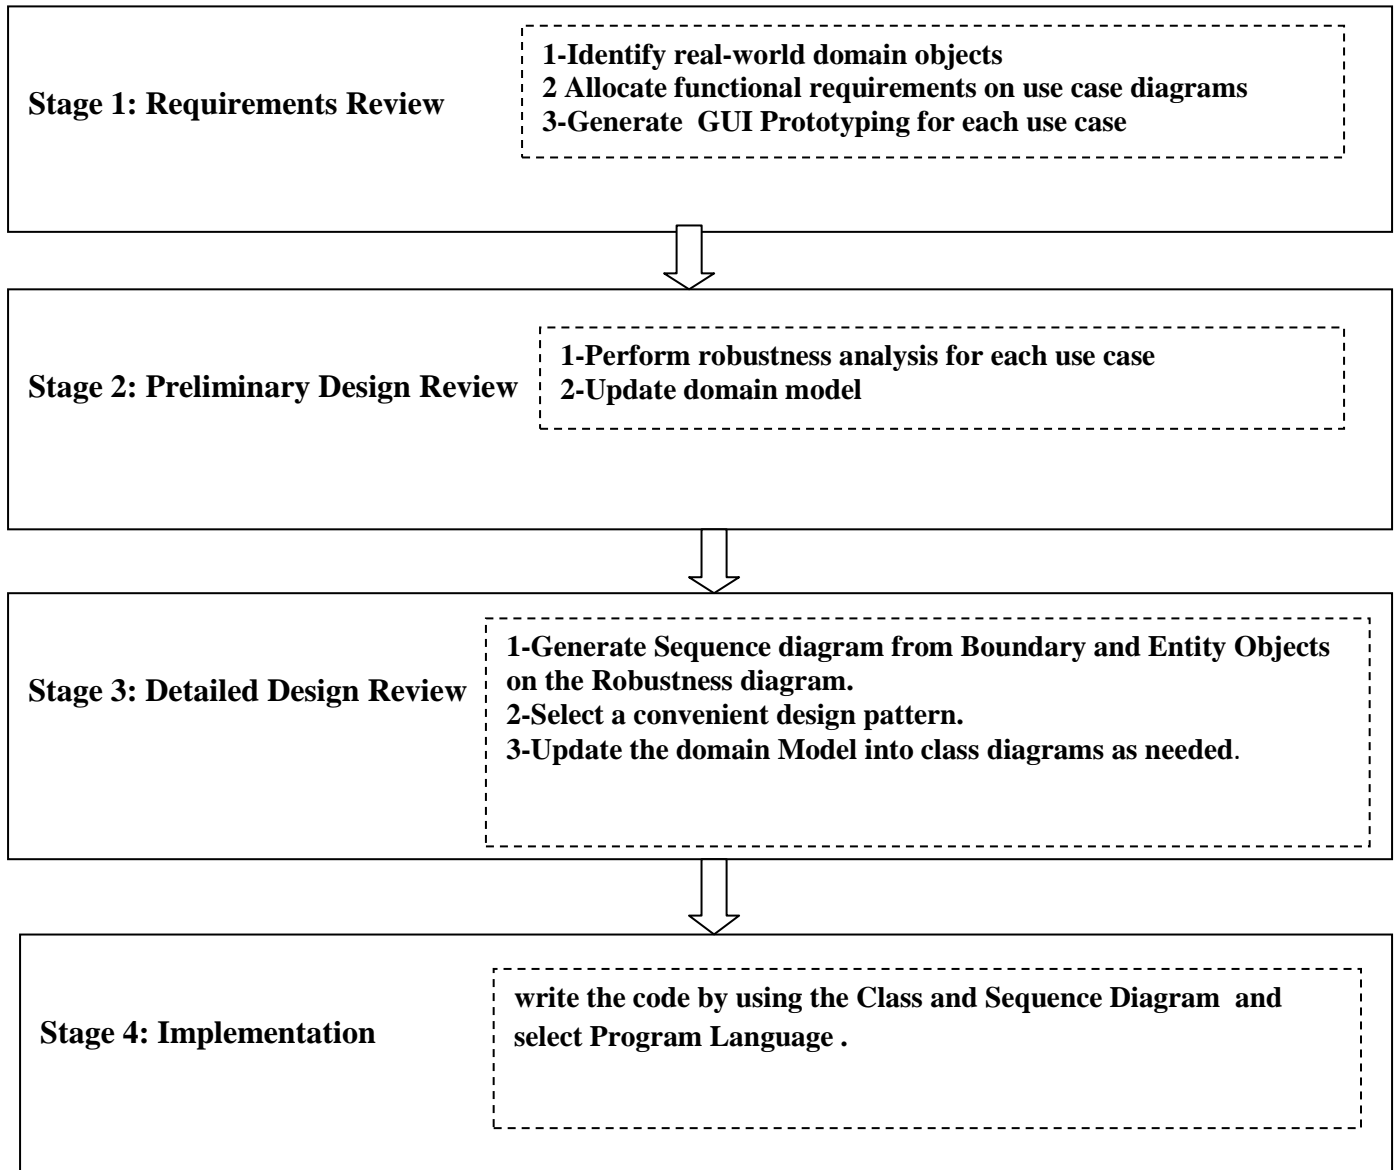 Stage 1: Requirements Review
1-Identify real-world domain objects
2 Allocate functional requirements on use case diagrams
3-Generate  GUI Prototyping for each use case
Stage 2: Preliminary Design Review
1-Perform robustness analysis for each use case
2-Update domain model
Stage 3: Detailed Design Review
1-Generate Sequence diagram from Boundary and Entity Objects
on the Robustness diagram.
2-Select a convenient design pattern.
3-Update the domain Model into class diagrams as needed.
Stage 4: Implementation
write the code by using the Class and Sequence Diagram  and
select Program Language .